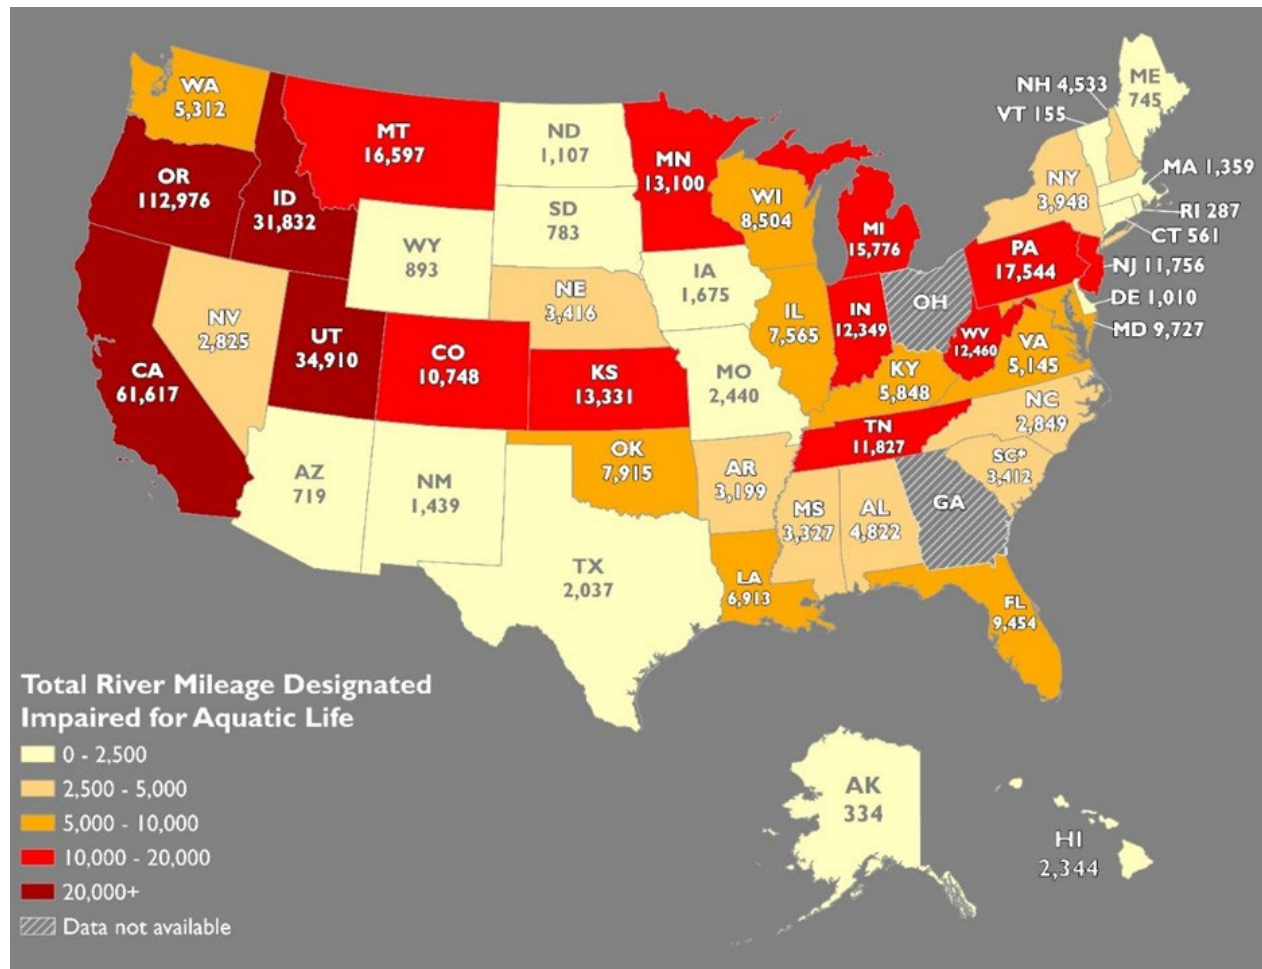 WA
5,312
OR
112,976
ID
31,832
MT
16,597
ND
1,107
SD
783
WY
893
NE
3,416
NV
2,825
UT
34,910
CO
10,748
KS
13,331
CA
61,617
AZ
719
NM
1,439
OK
7,915
TX
2,037
MN
13,100
WI
8,504
IA
1,675
MO
2,440
IL
7,565
MI
15,776
IN
12,349
OH
KY
5,848
TN
11,827
AR
3,199
LA
6,913
MS
3,327
AL
4,822
GA
FL
9,454
SC*
3,412
NC
2,849
VA
5,145
WV
12,460
PA
17,544
NY
3,948
NH 4,533
VT 155
ME
745
MA 1,359
RI 287
CT 561
NJ 11,756
DE 1,010
MD 9,727
AK
334
HI
2,344
Total River Mileage Designated
Impaired for Aquatic Life
0 - 2,500
2,500 - 5,000
5,000 - 10,000
10,000 - 20,000
20,000+
Data not available